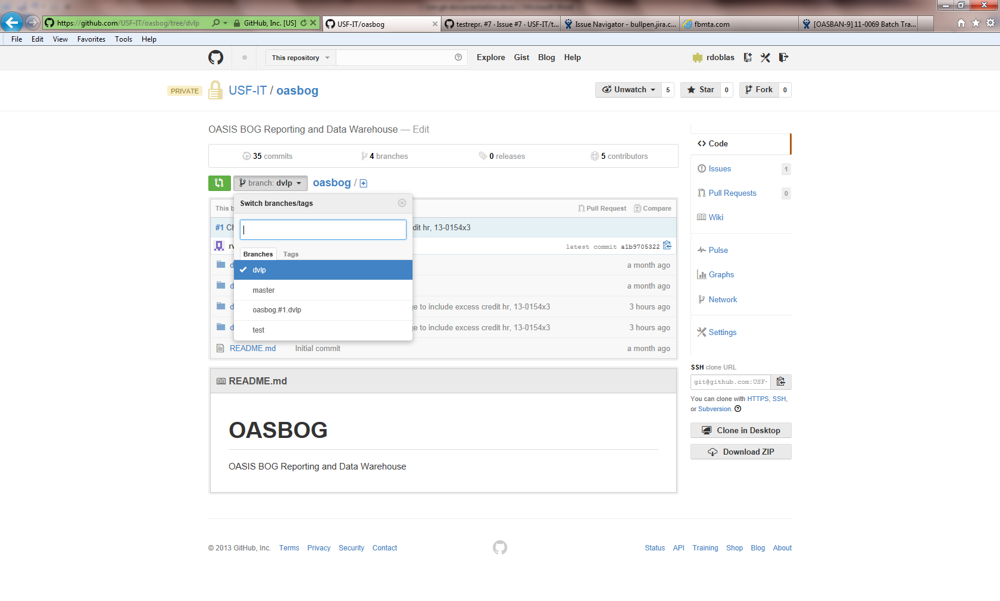 https://github.com/USF-IT/oasbog/tree/dvlp
GitHub, Inc. [US]
USF-IT/oasbog
testrepr. #7 · Issue #7 · USF-IT/t...
Issue Navigator - bullpen.jira.c...
fbmta.com
[OASBAN-9] 11-0069 Batch Tra...
File Edit View Favorites Tools Help
This repository
Explore Gist Blog Help
rdoblas
PRIVATE
USF-IT / oasbog
Unwatch 5
Star 0
Fork 0
OASIS BOG Reporting and Data Warehouse — Edit
35 commits
4 branches
0 releases
5 contributors
branch: dvlp
oasbog /
This b
Pull Request
Compare
Switch branches/tags
#1 Ch
dit hr, 13-0154x3
latest commit a1b9705322
Branches Tags
dvlp
master
oasbog.#1.dvlp
test
d a month ago
d a month ago
d ge to include excess credit hr, 13-0154x3 3 hours ago
d ge to include excess credit hr, 13-0154x3 3 hours ago
README.md Initial commit a month ago
README.md
OASBOG
OASIS BOG Reporting and Data Warehouse
Code
Issues 1
Pull Requests 0
Wiki
Pulse
Graphs
Network
Settings
SSH clone URL
git@github.com:USF-
You can clone with HTTPS, SSH,
or Subversion.
Clone in Desktop
Download ZIP
© 2013 GitHub, Inc. Terms Privacy Security Contact
Status API Training Shop Blog About